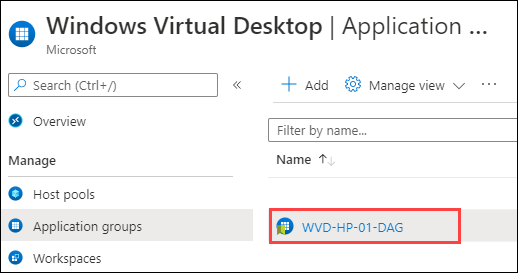 Windows Virtual Desktop | Application ...
Microsoft
Search (Ctrl+/)
«
Add
Manage view
...
Overview
Filter by name...
Manage
Name ↑↓
Host pools
Application groups
WVD-HP-01-DAG
Workspaces